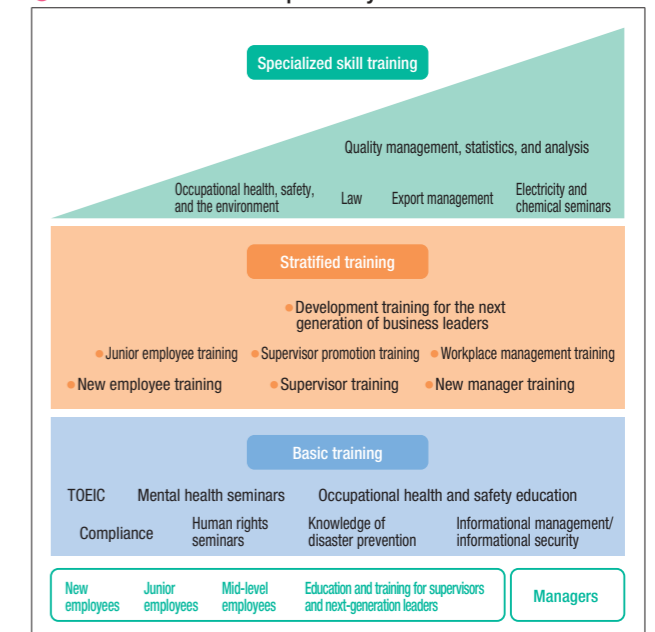 Specialized skill training
Quality management, statistics, and analysis
Occupational health, safety,
and the environment
Law
Export management
Electricity and
chemical seminars
Stratified training
Development training for the next
generation of business leaders
Junior employee training
Supervisor promotion training
Workplace management training
New employee training
Supervisor training
New manager training
Basic training
TOEIC
Mental health seminars
Occupational health and safety education
Compliance
Human rights
seminars
Knowledge of
disaster prevention
Informational management/
informational security
New
employees
Junior
employees
Mid-level
employees
Education and training for supervisors
and next-generation leaders
Managers